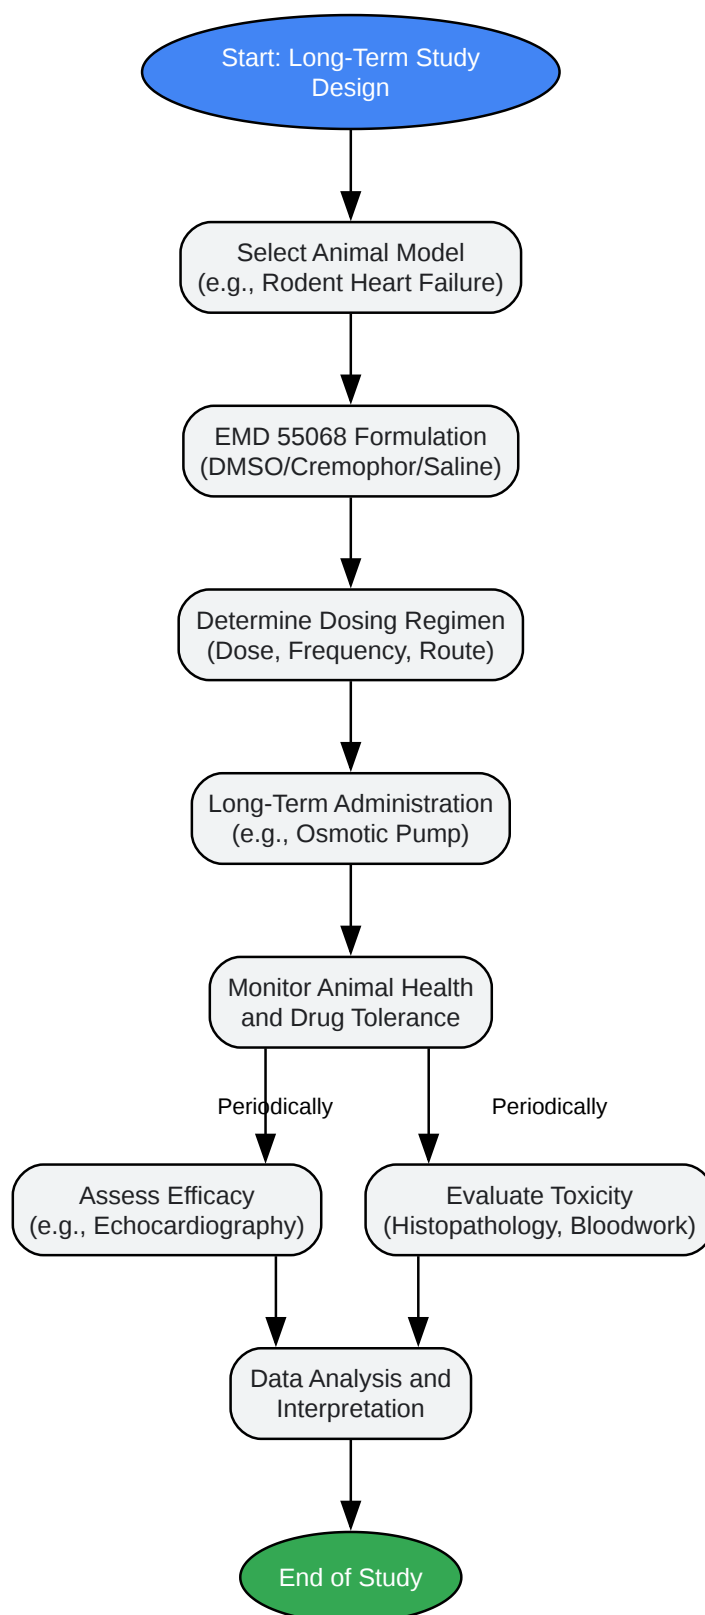 Start: Long-Term Study
Design
Select Animal Model
(e.g., Rodent Heart Failure)
EMD 55068 Formulation
(DMSO/Cremophor/Saline)
Determine Dosing Regimen
(Dose, Frequency, Route)
Long-Term Administration
(e.g., Osmotic Pump)
Monitor Animal Health
and Drug Tolerance
Periodically
Periodically
Assess Efficacy
(e.g., Echocardiography)
Evaluate Toxicity
(Histopathology, Bloodwork)
Data Analysis and
Interpretation
End of Study